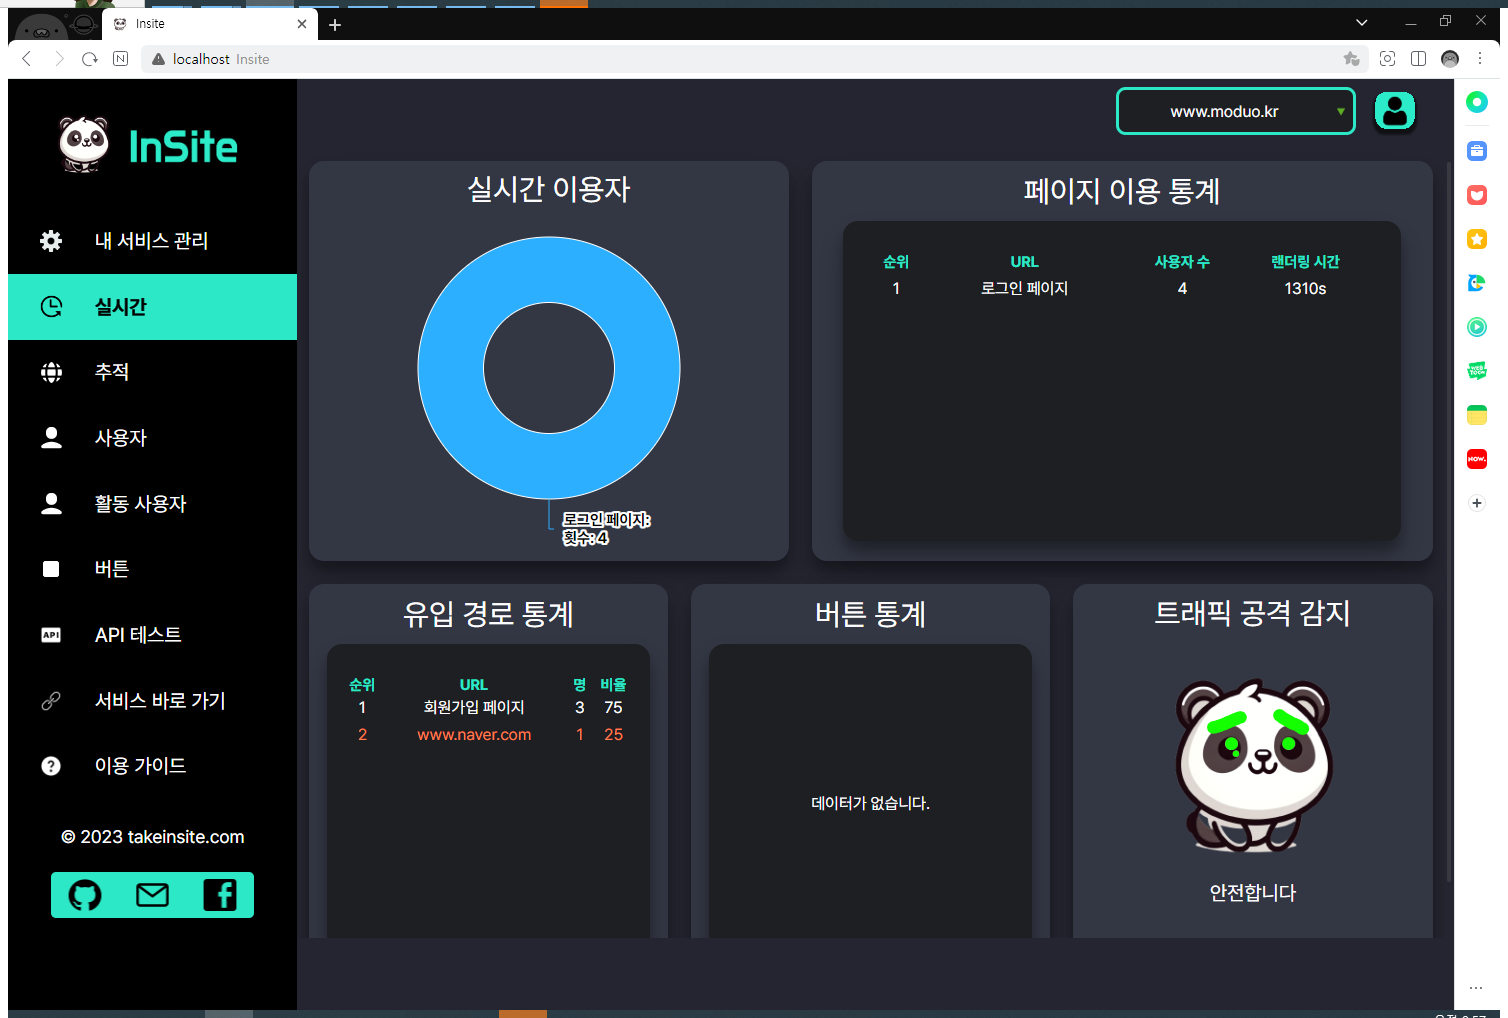 Insite
localhost Insite
InSite
www.moduo.kr
내 서비스 관리
실시간
추적
사용자
활동 사용자
버튼
API
API 테스트
서비스 바로 가기
이용 가이드
© 2023 takeinsite.com
실시간 이용자
로그인 페이지:
횟수: 4
페이지 이용 통계
순위 URL 사용자 수 랜더링 시간
1 로그인 페이지 4 1310s
유입 경로 통계
순위 URL 명 비율
1 회원가입 페이지 3 75
2 www.naver.com 1 25
버튼 통계
데이터가 없습니다.
트래픽 공격 감지
안전합니다
WEB
TOON
NOW.